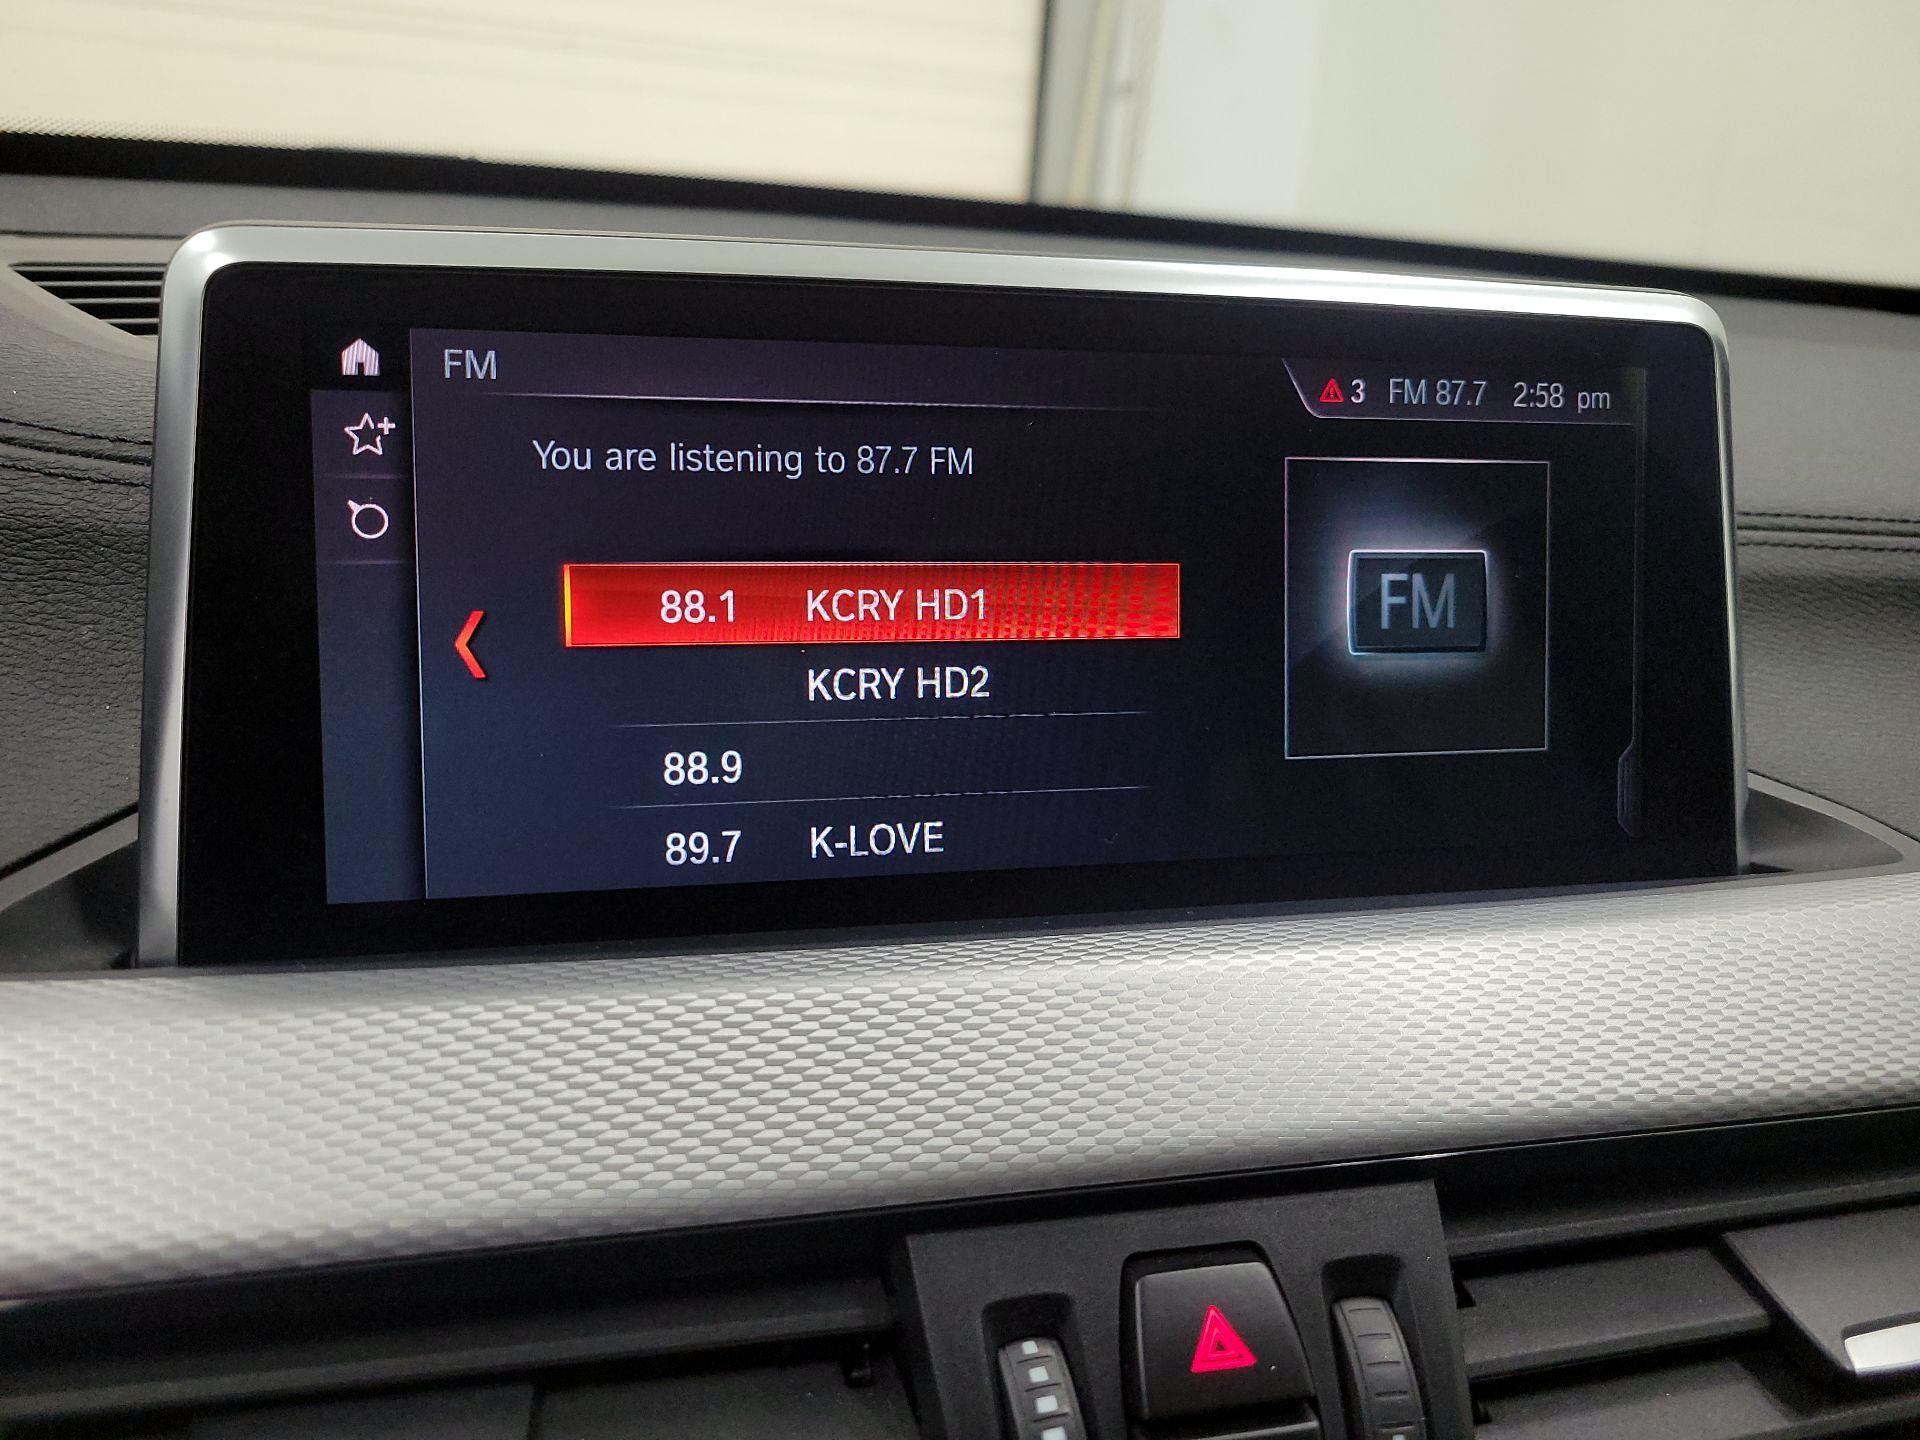 FM
3 FM 87.7 2:58 pm
You are listening to 87.7 FM
88.1 KCRY HD1
KCRY HD2
88.9
89.7 K-LOVE
FM